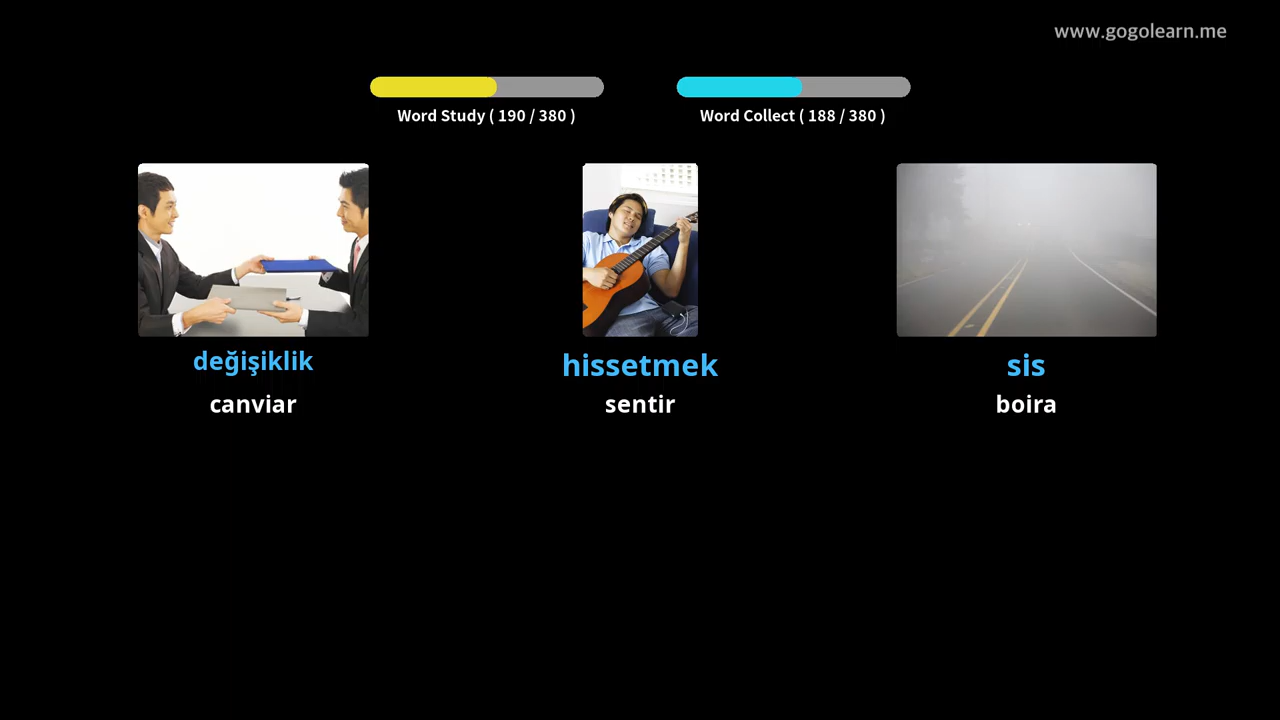 www.gogolearn.me
Word Study ( 190 / 380 )
Word Collect ( 188 / 380 )
değişiklik
hissetmek
sis
canviar
sentir
boira